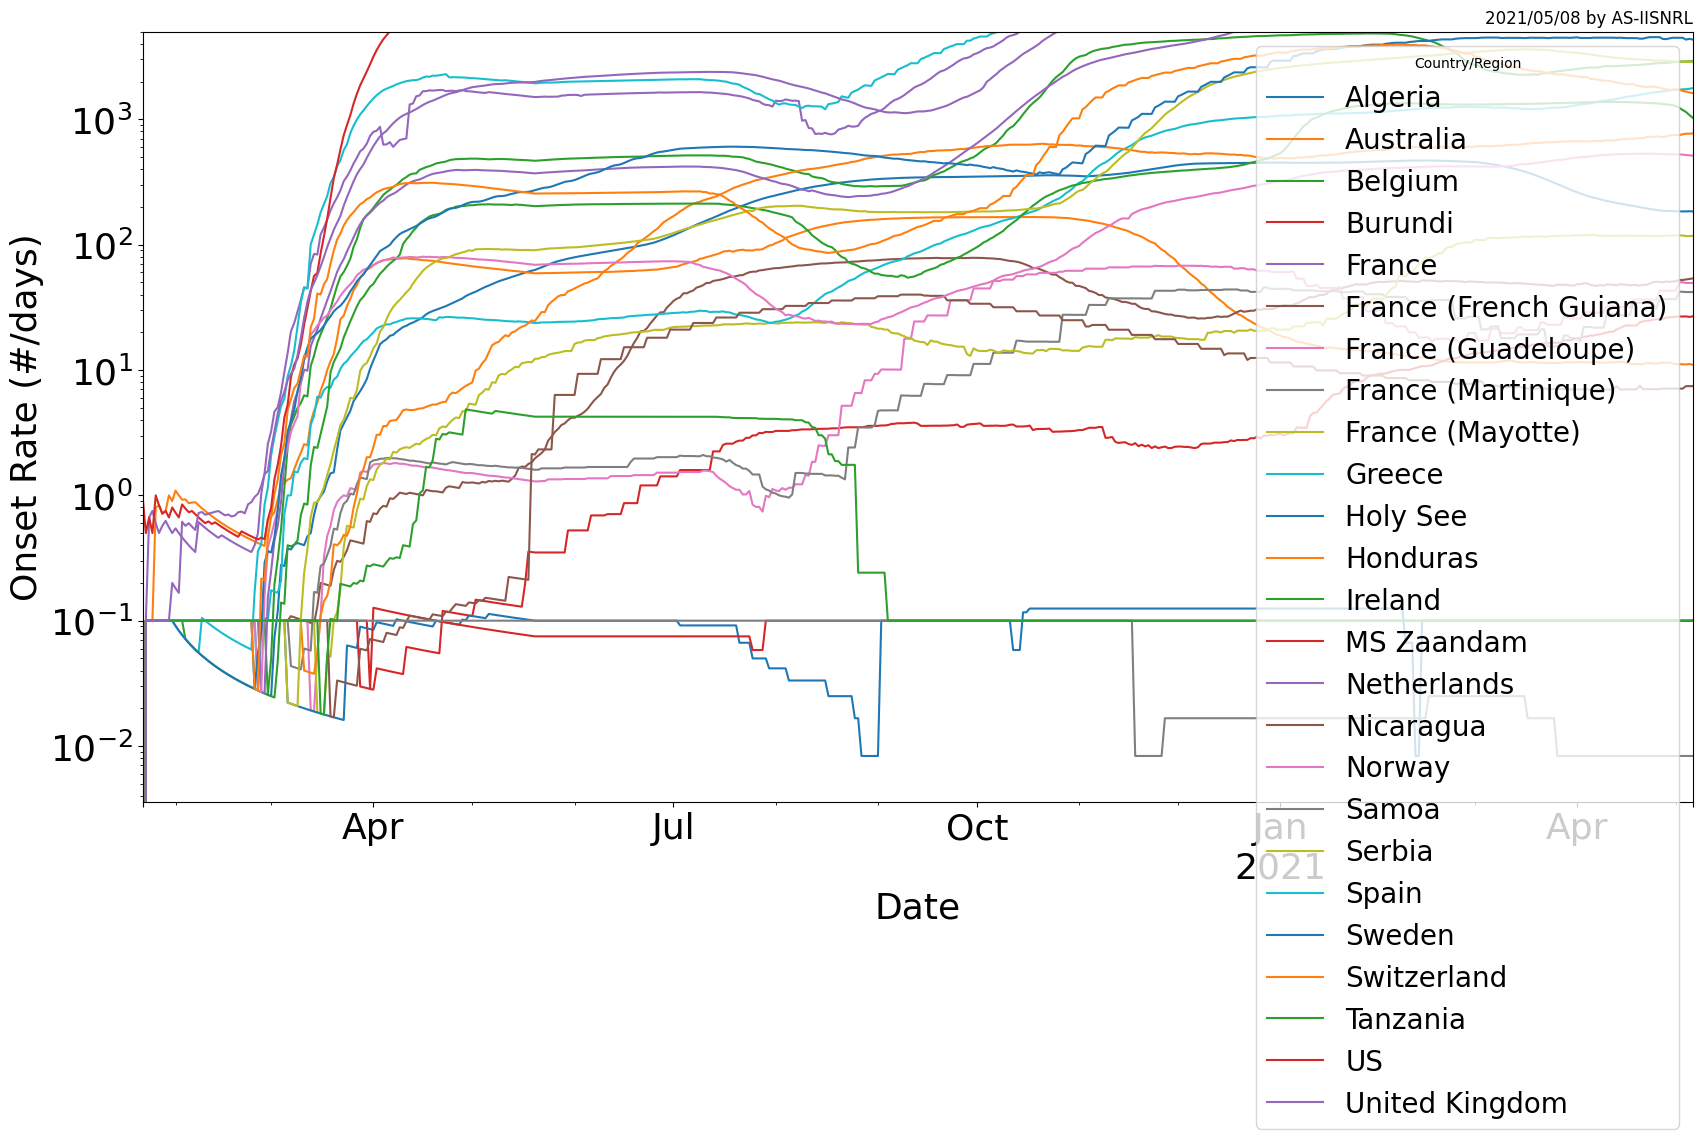 2021/05/08 by AS-IISNRL
Onset Rate (#/days)
10^3
10^2
10^1
10^0
10^−1
10^−2
Apr
Jul
Oct
Jan
2021
Apr
Date
Country/Region
Algeria
Australia
Belgium
Burundi
France
France (French Guiana)
France (Guadeloupe)
France (Martinique)
France (Mayotte)
Greece
Holy See
Honduras
Ireland
MS Zaandam
Netherlands
Nicaragua
Norway
Samoa
Serbia
Spain
Sweden
Switzerland
Tanzania
US
United Kingdom